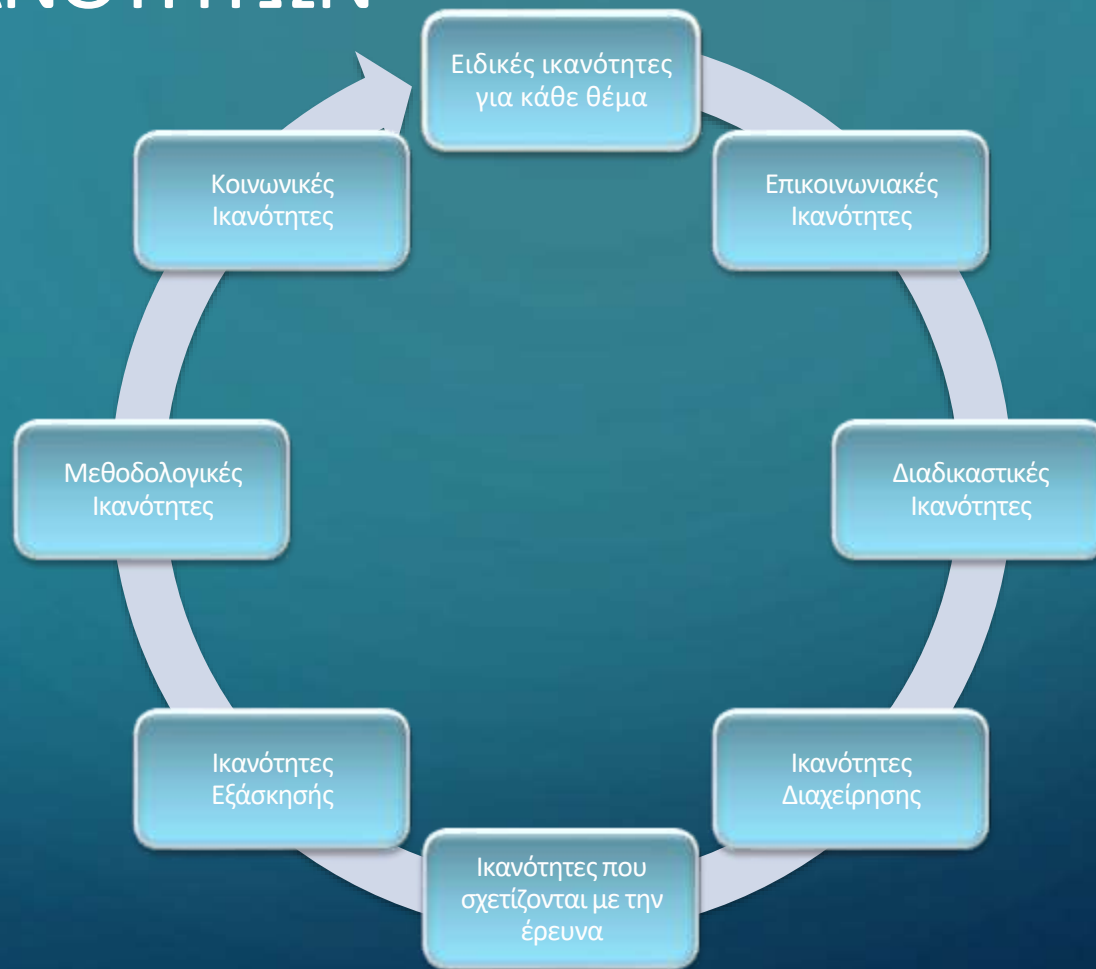 Ειδικές ικανότητες
για κάθε θέμα
Επικοινωνιακές
Ικανότητες
Διαδικαστικές
Ικανότητες
Ικανότητες
Διαχείρησης
Ικανότητες που
σχετίζονται με την
έρευνα
Ικανότητες
Εξάσκησής
Μεθοδολογικές
Ικανότητες
Κοινωνικές
Ικανότητες